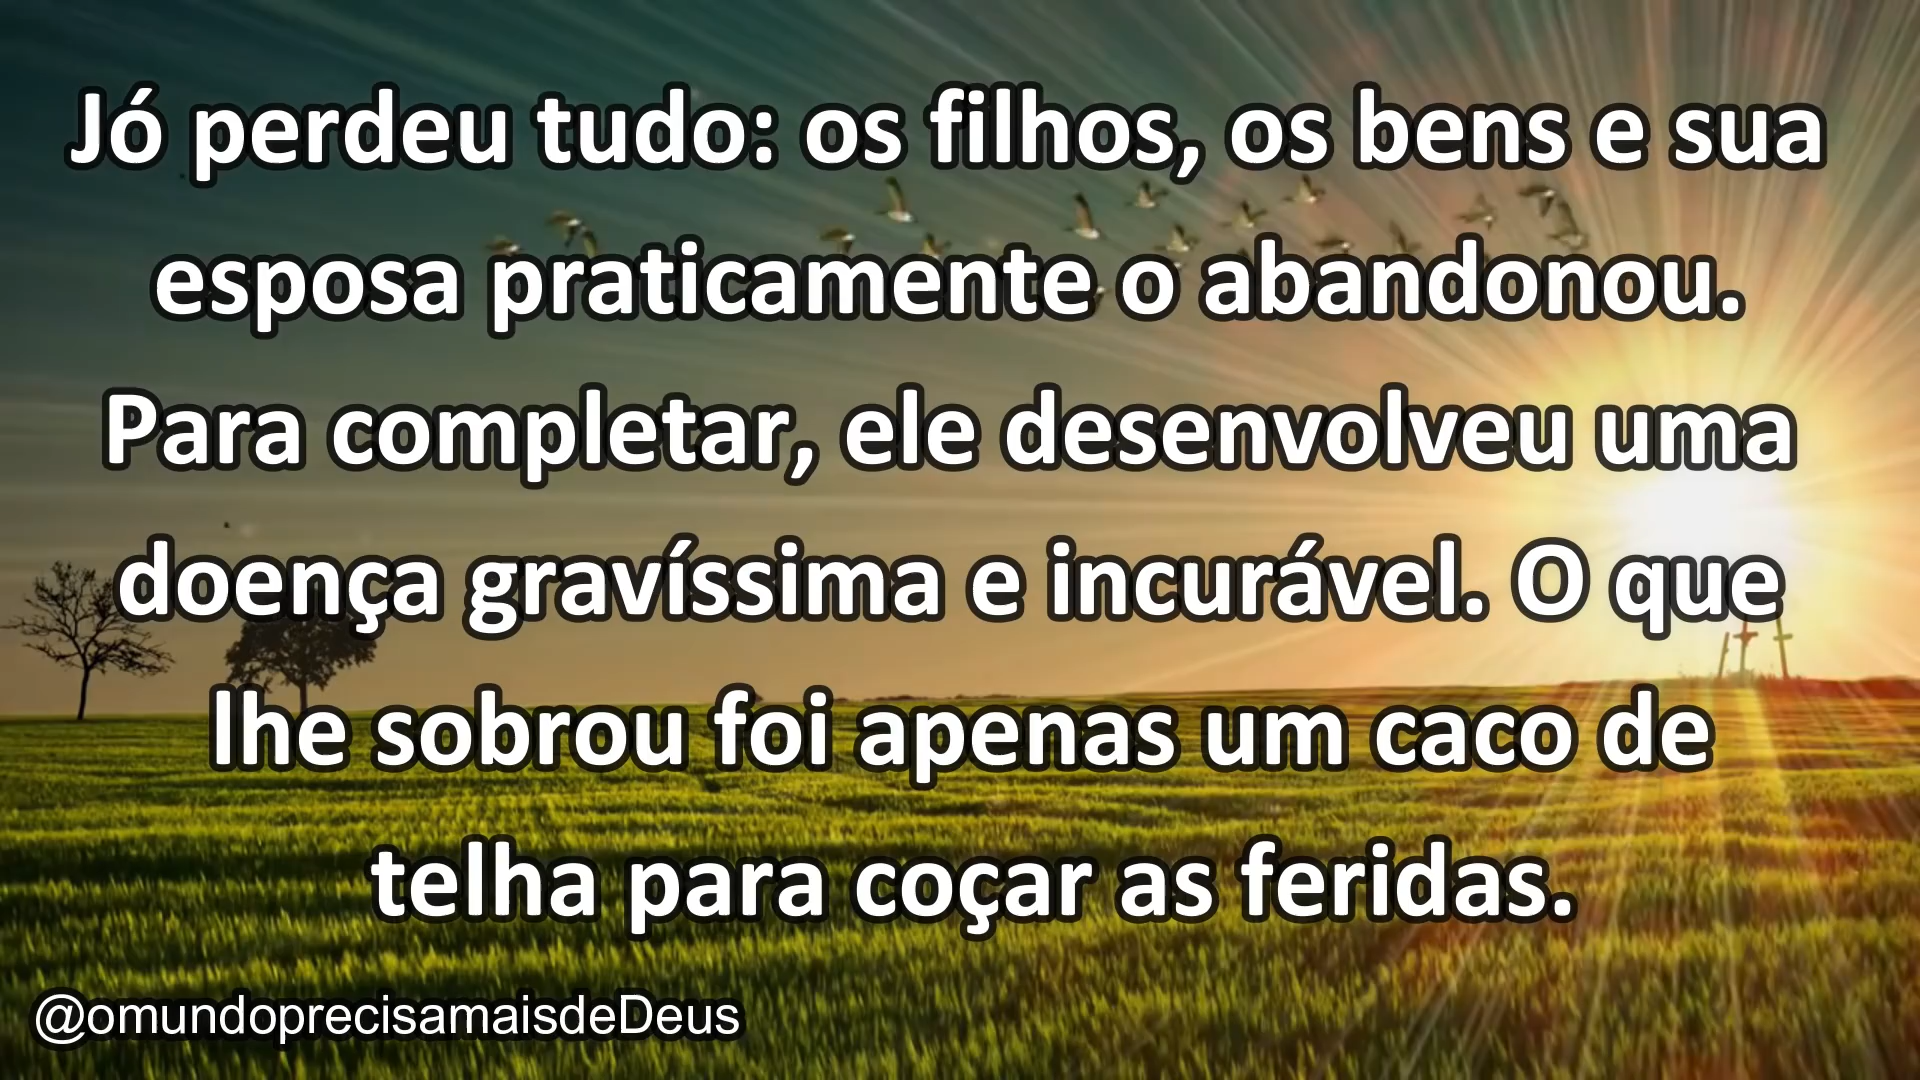 Jó perdeu tudo: os filhos, os bens e sua
esposa praticamente o abandonou.
Para completar, ele desenvolveu uma
doença gravíssima e incurável. O que
lhe sobrou foi apenas um caco de
telha para coçar as feridas.
@omundoprecisamaisdeDeus